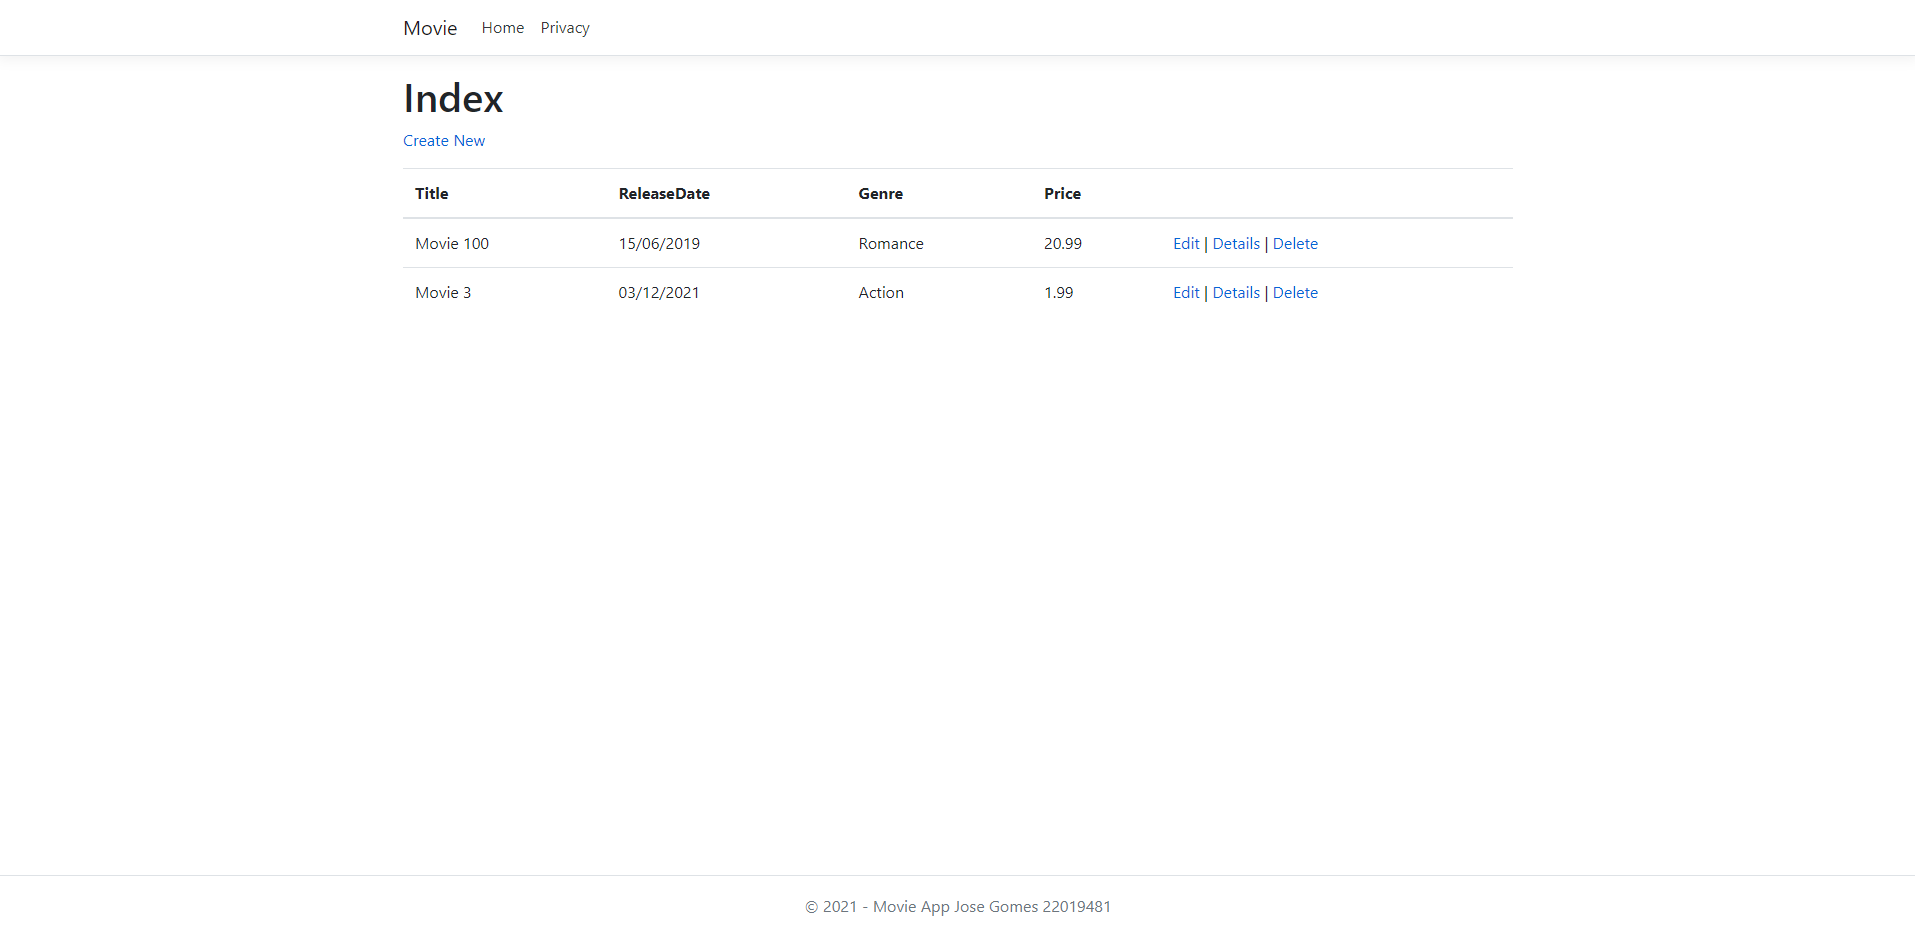 Movie Home Privacy
Index
Create New
Title ReleaseDate Genre Price
Movie 100 15/06/2019 Romance 20.99 Edit | Details | Delete
Movie 3 03/12/2021 Action 1.99 Edit | Details | Delete
© 2021 - Movie App Jose Gomes 22019481